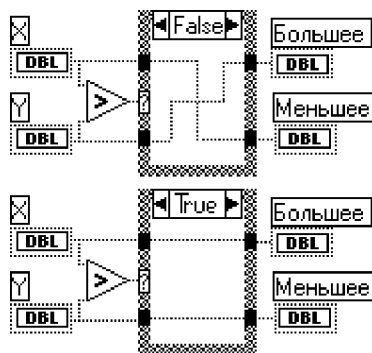 X
False
Большее
DBL
DBL
Y
>
?
Меньшее
DBL
DBL
X
True
Большее
DBL
DBL
Y
>
?
Меньшее
DBL
DBL